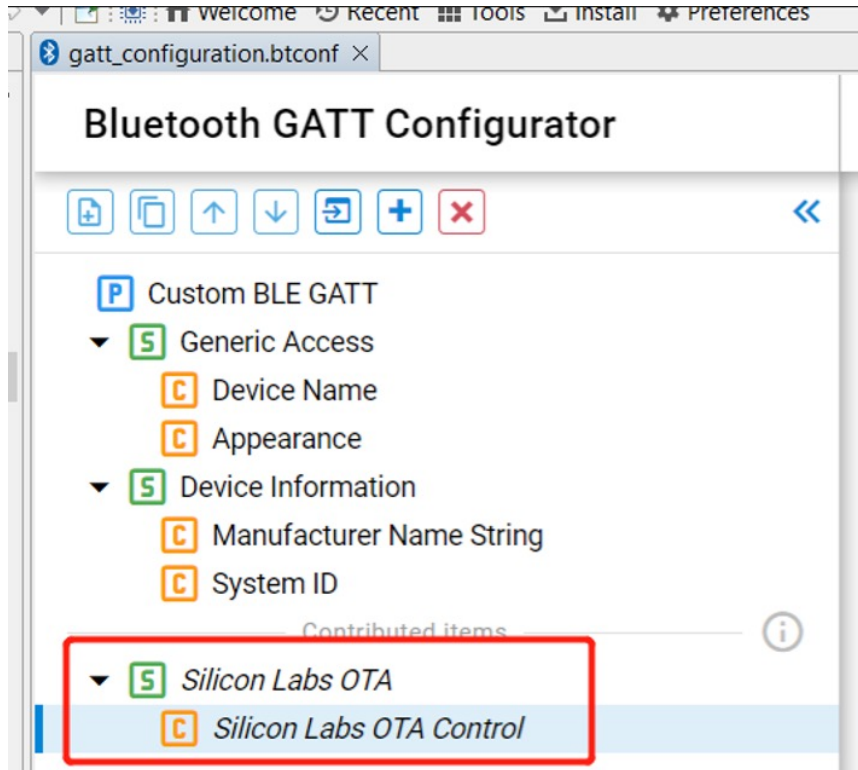 Welcome Recent Tools Install Preferences
gatt_configuration.btconf
Bluetooth GATT Configurator
P Custom BLE GATT
S Generic Access
C Device Name
C Appearance
S Device Information
C Manufacturer Name String
C System ID
Contributed items
S Silicon Labs OTA
C Silicon Labs OTA Control